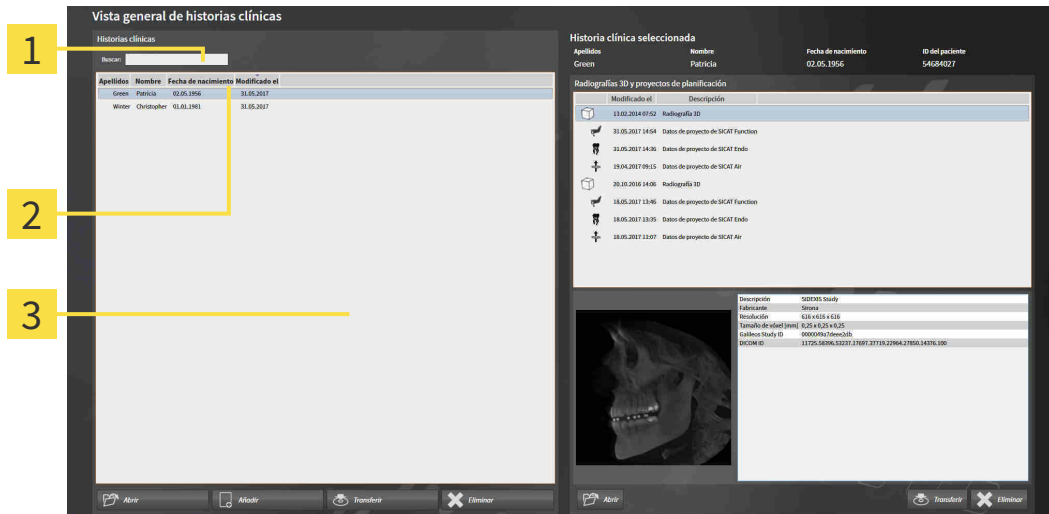 Vista general de historias clínicas
1
Historias clínicas
Buscar:
Apellidos Nombre Fecha de nacimiento Modificado el
Green Patricia 02.05.1956 31.05.2017
Winter Christopher 01.01.1981 31.05.2017
2
3
Abrir Añadir Transferir Eliminar
Historia clínica seleccionada
Apellidos Nombre Fecha de nacimiento ID del paciente
Green Patricia 02.05.1956 54684027
Radiografías 3D y proyectos de planificación
Modificado el Descripción
13.02.2014 07:52 Radiografía 3D
31.05.2017 14:54 Datos de proyecto de SICAT Function
31.05.2017 14:36 Datos de proyecto de SICAT Endo
19.04.2017 09:15 Datos de proyecto de SICAT Air
20.10.2016 14:06 Radiografía 3D
18.05.2017 13:46 Datos de proyecto de SICAT Function
18.05.2017 13:35 Datos de proyecto de SICAT Endo
18.05.2017 13:07 Datos de proyecto de SICAT Air
Descripción SIDEXIS Study
Fabricante Sirona
Resolución 616 x 616 x 616
Tamaño de vóxel [mm] 0,25 x 0,25 x 0,25
Galileos Study ID 0000049a7deee2db
DICOM ID 11725.58396.53237.17697.37719.22964.27850.14376.100
Abrir Transferir Eliminar